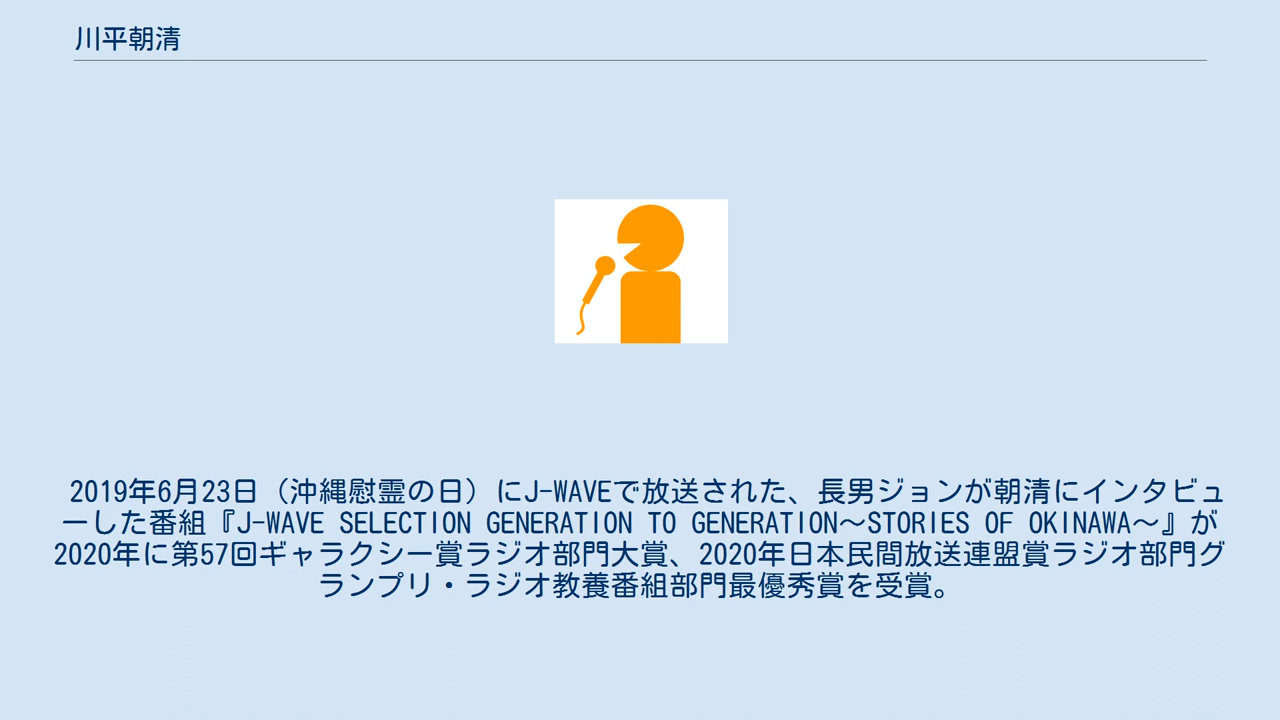 川平朝清
2019年6月23日（沖縄慰霊の日）にJ-WAVEで放送された、長男ジョンが朝清にインタビュ
ーした番組『J-WAVE SELECTION GENERATION TO GENERATION～STORIES OF OKINAWA～』が
2020年に第57回ギャラクシー賞ラジオ部門大賞、2020年日本民間放送連盟賞ラジオ部門グ
ランプリ・ラジオ教養番組部門最優秀賞を受賞。